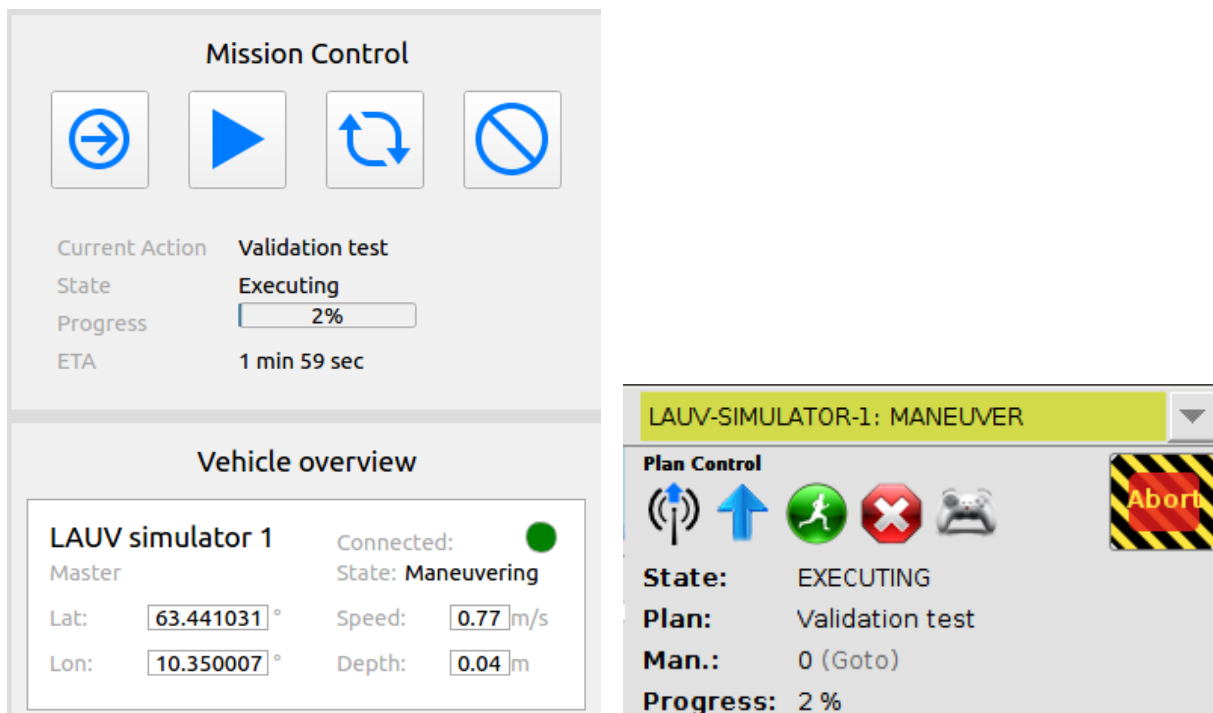 Mission Control
Current Action Validation test
State Executing
Progress 2%
ETA 1 min 59 sec
Vehicle overview
LAUV simulator 1 Connected:
Master State: Maneuvering
Lat: 63.441031 ° Speed: 0.77 m/s
Lon: 10.350007 ° Depth: 0.04 m
LAUV-SIMULATOR-1: MANEUVER
Plan Control
Abort
State: EXECUTING
Plan: Validation test
Man.: 0 (Goto)
Progress: 2 %